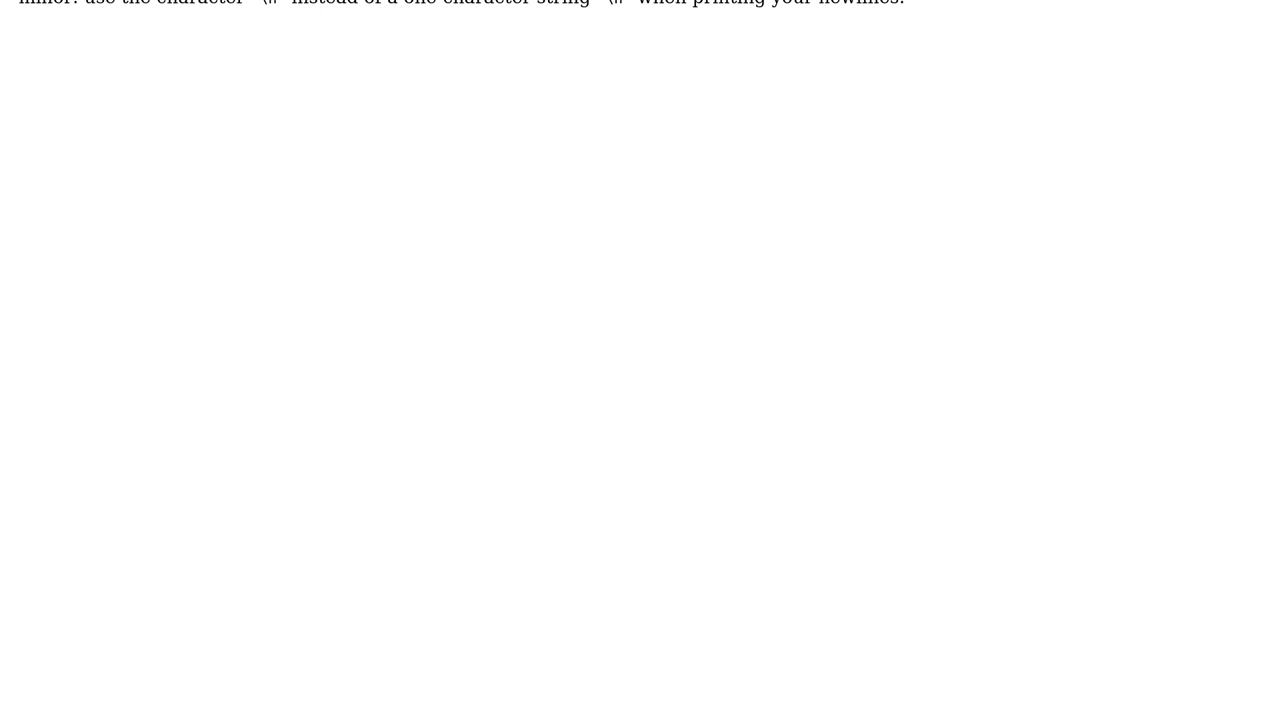 minor: use the character '\n' instead of a one-character string "\n" when printing your newlines.